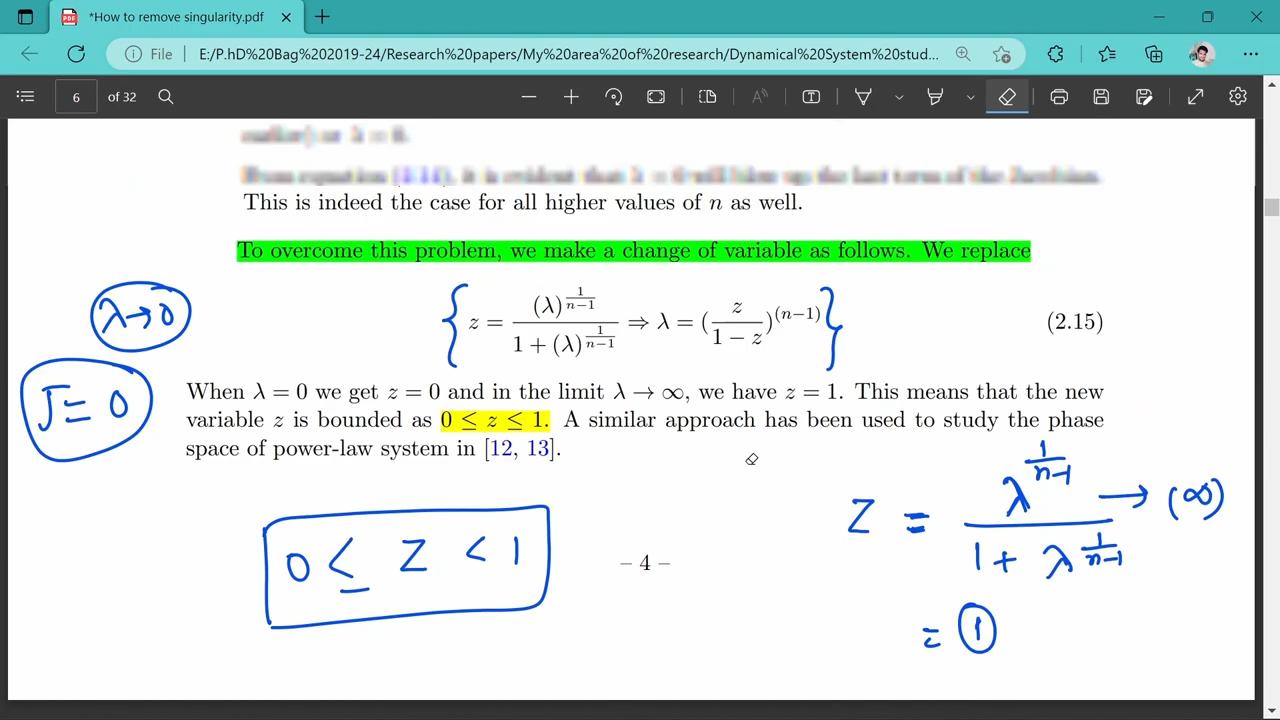 *How to remove singularity.pdf
File E:/P.hD%20Bag%202019-24/Research%20papers/My%20area%20of%20research/Dynamical%20System%20stud...
6 of 32
This is indeed the case for all higher values of n as well.
To overcome this problem, we make a change of variable as follows. We replace
λ→0
z = (λ)^{1/(n−1)} / (1 + (λ)^{1/(n−1)}) ⇒ λ = (z/(1 − z))^{(n−1)} (2.15)
J = 0
When λ = 0 we get z = 0 and in the limit λ → ∞, we have z = 1. This means that the new
variable z is bounded as 0 ≤ z ≤ 1. A similar approach has been used to study the phase
space of power-law system in [12, 13].
Z = λ^{1/(n-1)} / (1 + λ^{1/(n-1)}) → (∞)
0 ≤ Z < 1
– 4 –
= 1